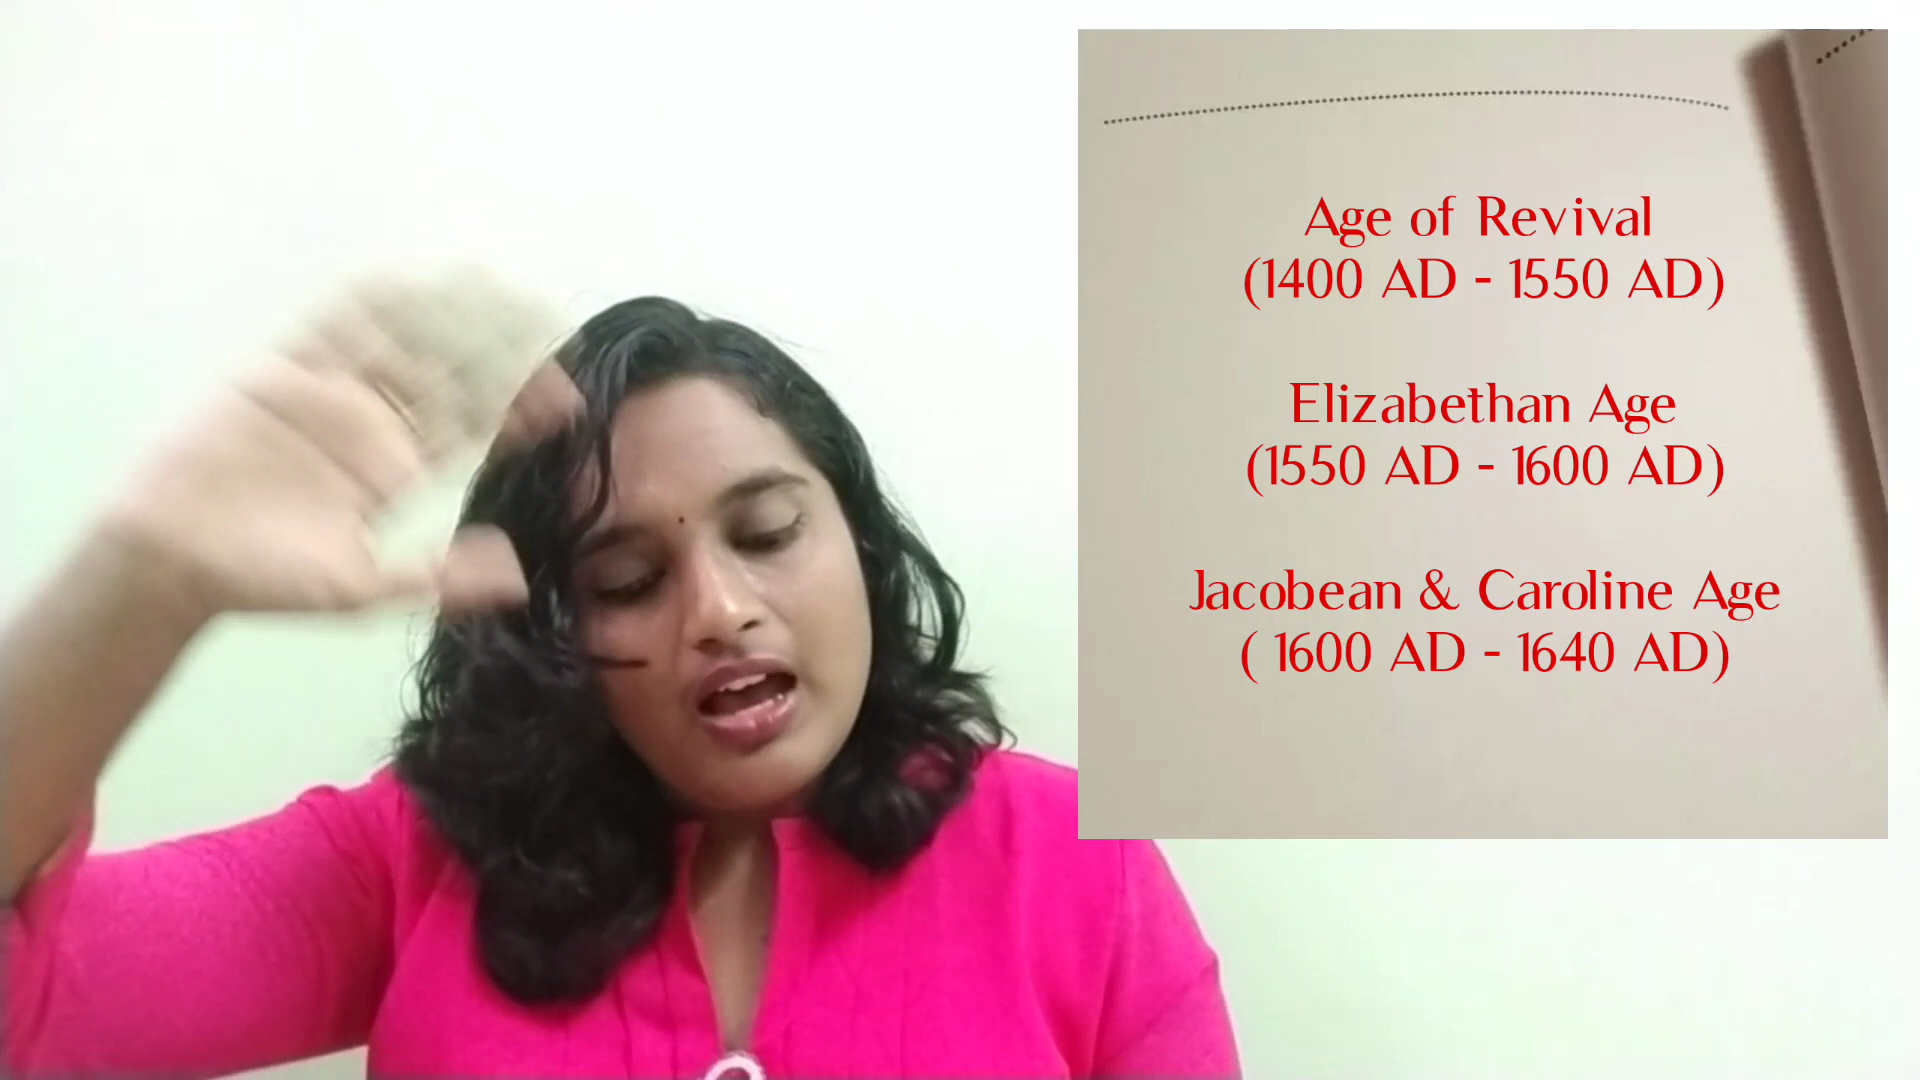 Age of Revival
(1400 AD - 1550 AD)
Elizabethan Age
(1550 AD - 1600 AD)
Jacobean & Caroline Age
( 1600 AD - 1640 AD)